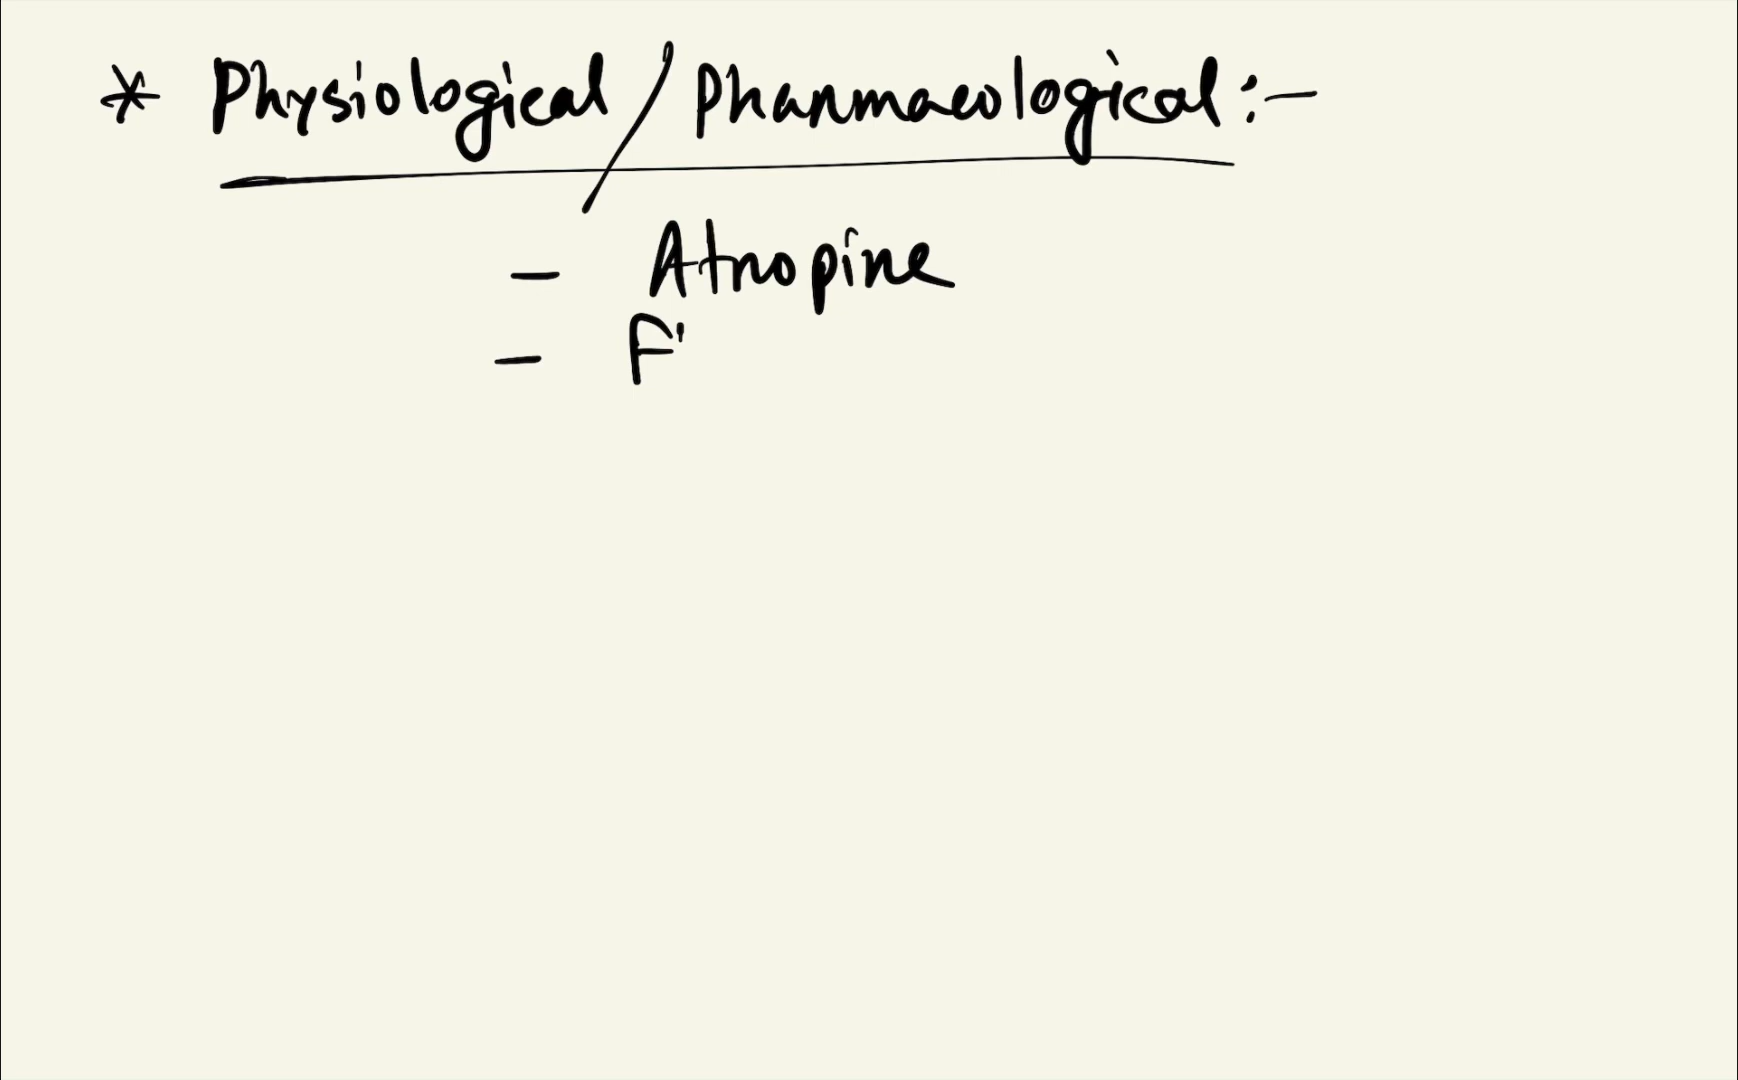 * Physiological / Pharmacological :-
- Atropine
- F'